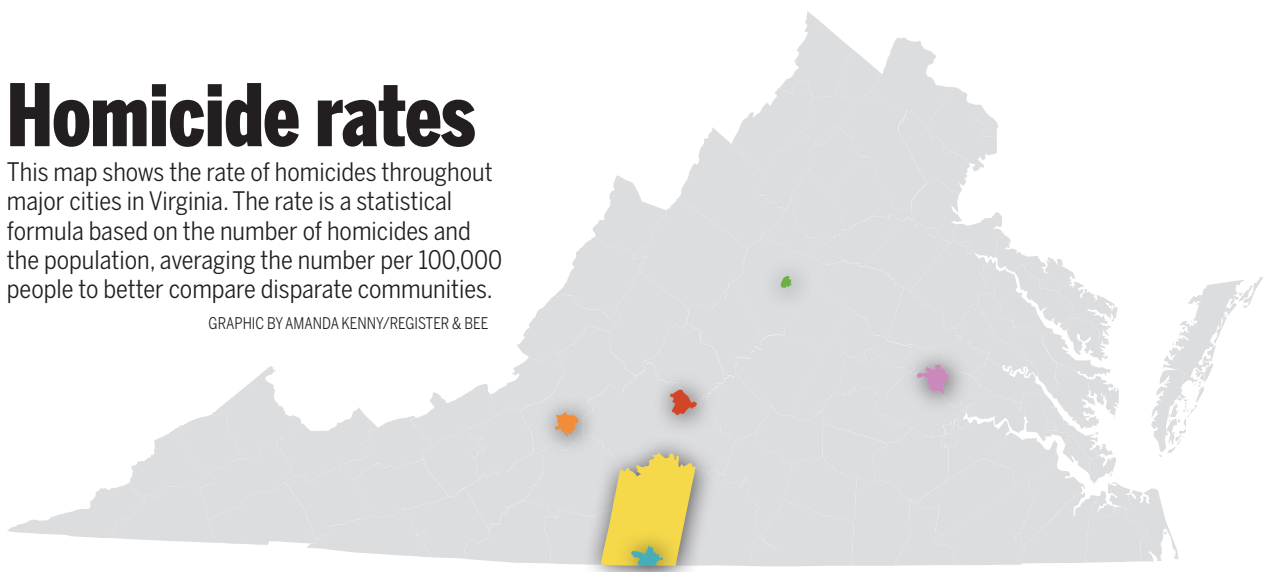 Homicide rates
This map shows the rate of homicides throughout
major cities in Virginia. The rate is a statistical
formula based on the number of homicides and
the population, averaging the number per 100,000
people to better compare disparate communities.
GRAPHIC BY AMANDA KENNY/REGISTER & BEE